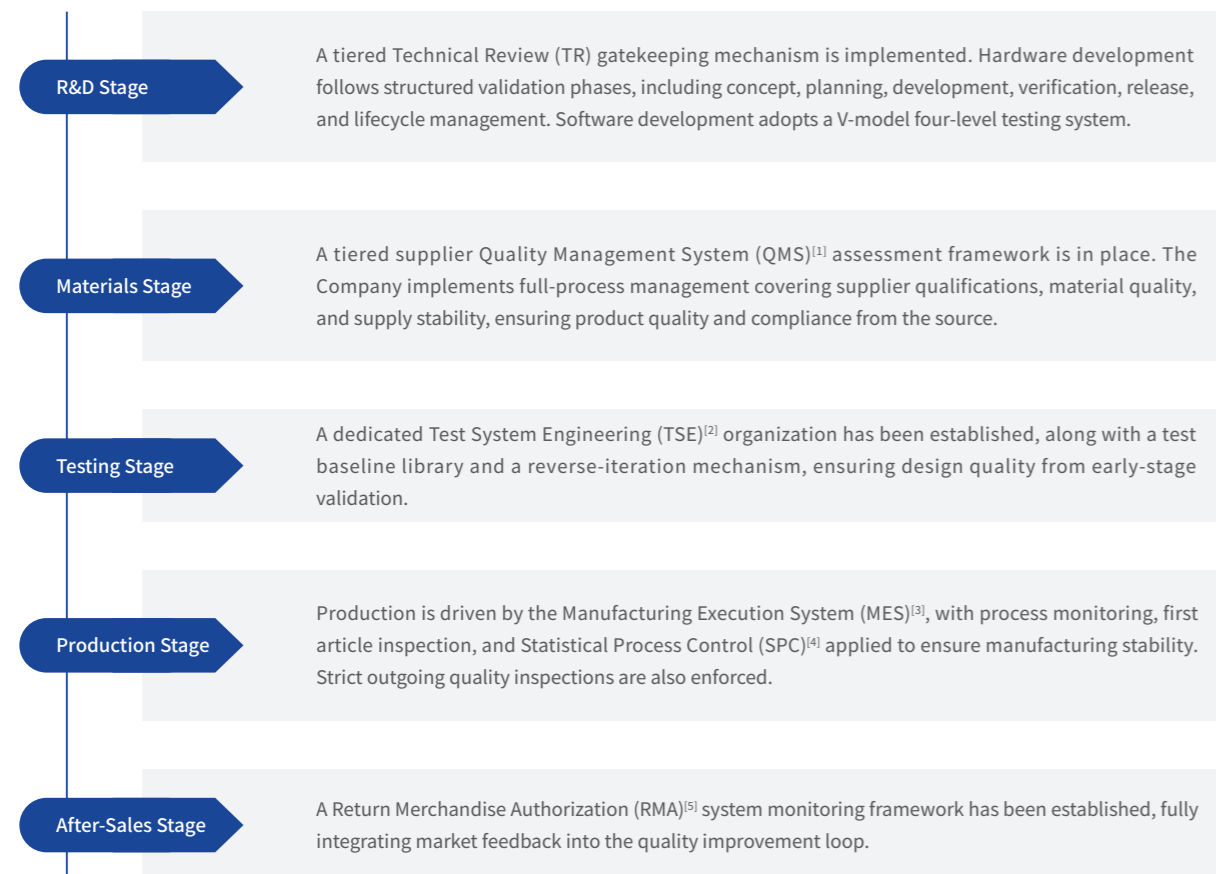 R&D Stage
A tiered Technical Review (TR) gatekeeping mechanism is implemented. Hardware development
follows structured validation phases, including concept, planning, development, verification, release,
and lifecycle management. Software development adopts a V-model four-level testing system.
Materials Stage
A tiered supplier Quality Management System (QMS)[1] assessment framework is in place. The
Company implements full-process management covering supplier qualifications, material quality,
and supply stability, ensuring product quality and compliance from the source.
Testing Stage
A dedicated Test System Engineering (TSE)[2] organization has been established, along with a test
baseline library and a reverse-iteration mechanism, ensuring design quality from early-stage
validation.
Production Stage
Production is driven by the Manufacturing Execution System (MES)[3], with process monitoring, first
article inspection, and Statistical Process Control (SPC)[4] applied to ensure manufacturing stability.
Strict outgoing quality inspections are also enforced.
After-Sales Stage
A Return Merchandise Authorization (RMA)[5] system monitoring framework has been established, fully
integrating market feedback into the quality improvement loop.